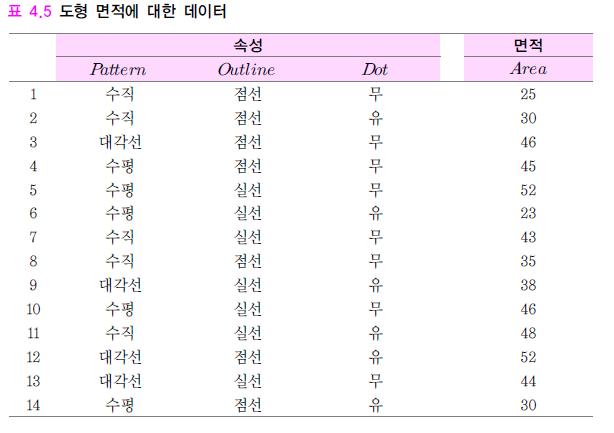 표 4.5 도형 면적에 대한 데이터
속성 면적
Pattern Outline Dot Area
1 수직 점선 무 25
2 수직 점선 유 30
3 대각선 점선 무 46
4 수평 점선 무 45
5 수평 실선 무 52
6 수평 실선 유 23
7 수직 실선 무 43
8 수직 점선 무 35
9 대각선 실선 유 38
10 수평 실선 무 46
11 수직 실선 유 48
12 대각선 점선 유 52
13 대각선 실선 무 44
14 수평 점선 유 30